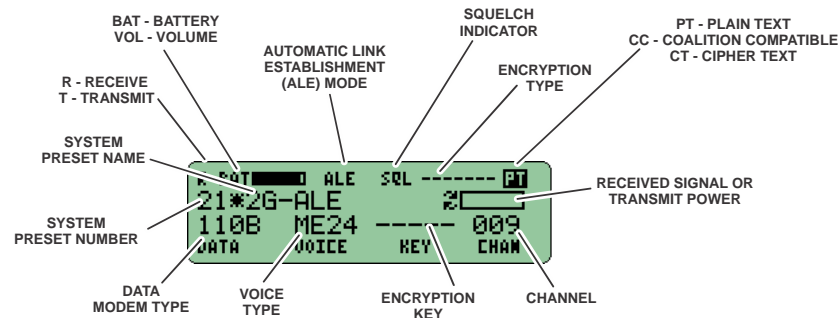 BAT - BATTERY
VOL - VOLUME
SQUELCH
INDICATOR
PT - PLAIN TEXT
CC - COALITION COMPATIBLE
CT - CIPHER TEXT
AUTOMATIC LINK
ESTABLISHMENT
(ALE) MODE
ENCRYPTION
TYPE
R - RECEIVE
T - TRANSMIT
SYSTEM
PRESET NAME
R BAT ALE SQL ------- PT
21*2G-ALE
RECEIVED SIGNAL OR
TRANSMIT POWER
SYSTEM
PRESET NUMBER
110B ME24 ----- 009
DATA VOICE KEY CHAN
DATA
MODEM TYPE
VOICE
TYPE
ENCRYPTION
KEY
CHANNEL